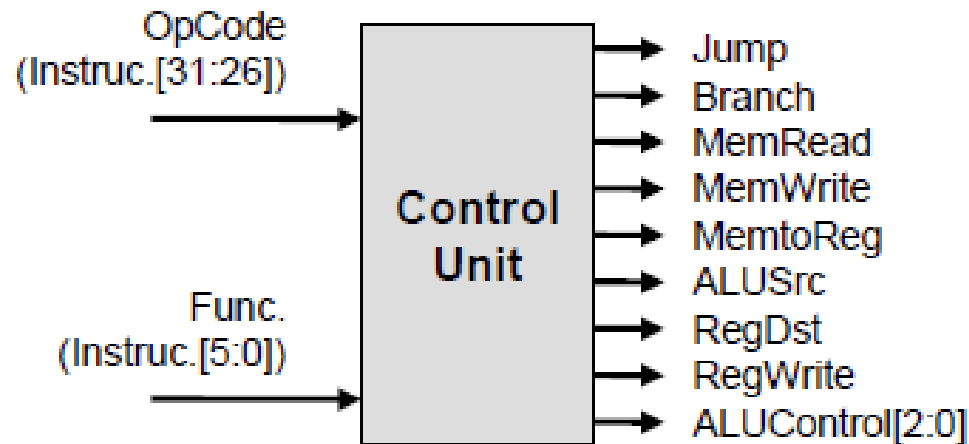 OpCode
(Instruc.[31:26])
Func.
(Instruc.[5:0])
Control
Unit
Jump
Branch
MemRead
MemWrite
MemtoReg
ALUSrc
RegDst
RegWrite
ALUControl[2:0]